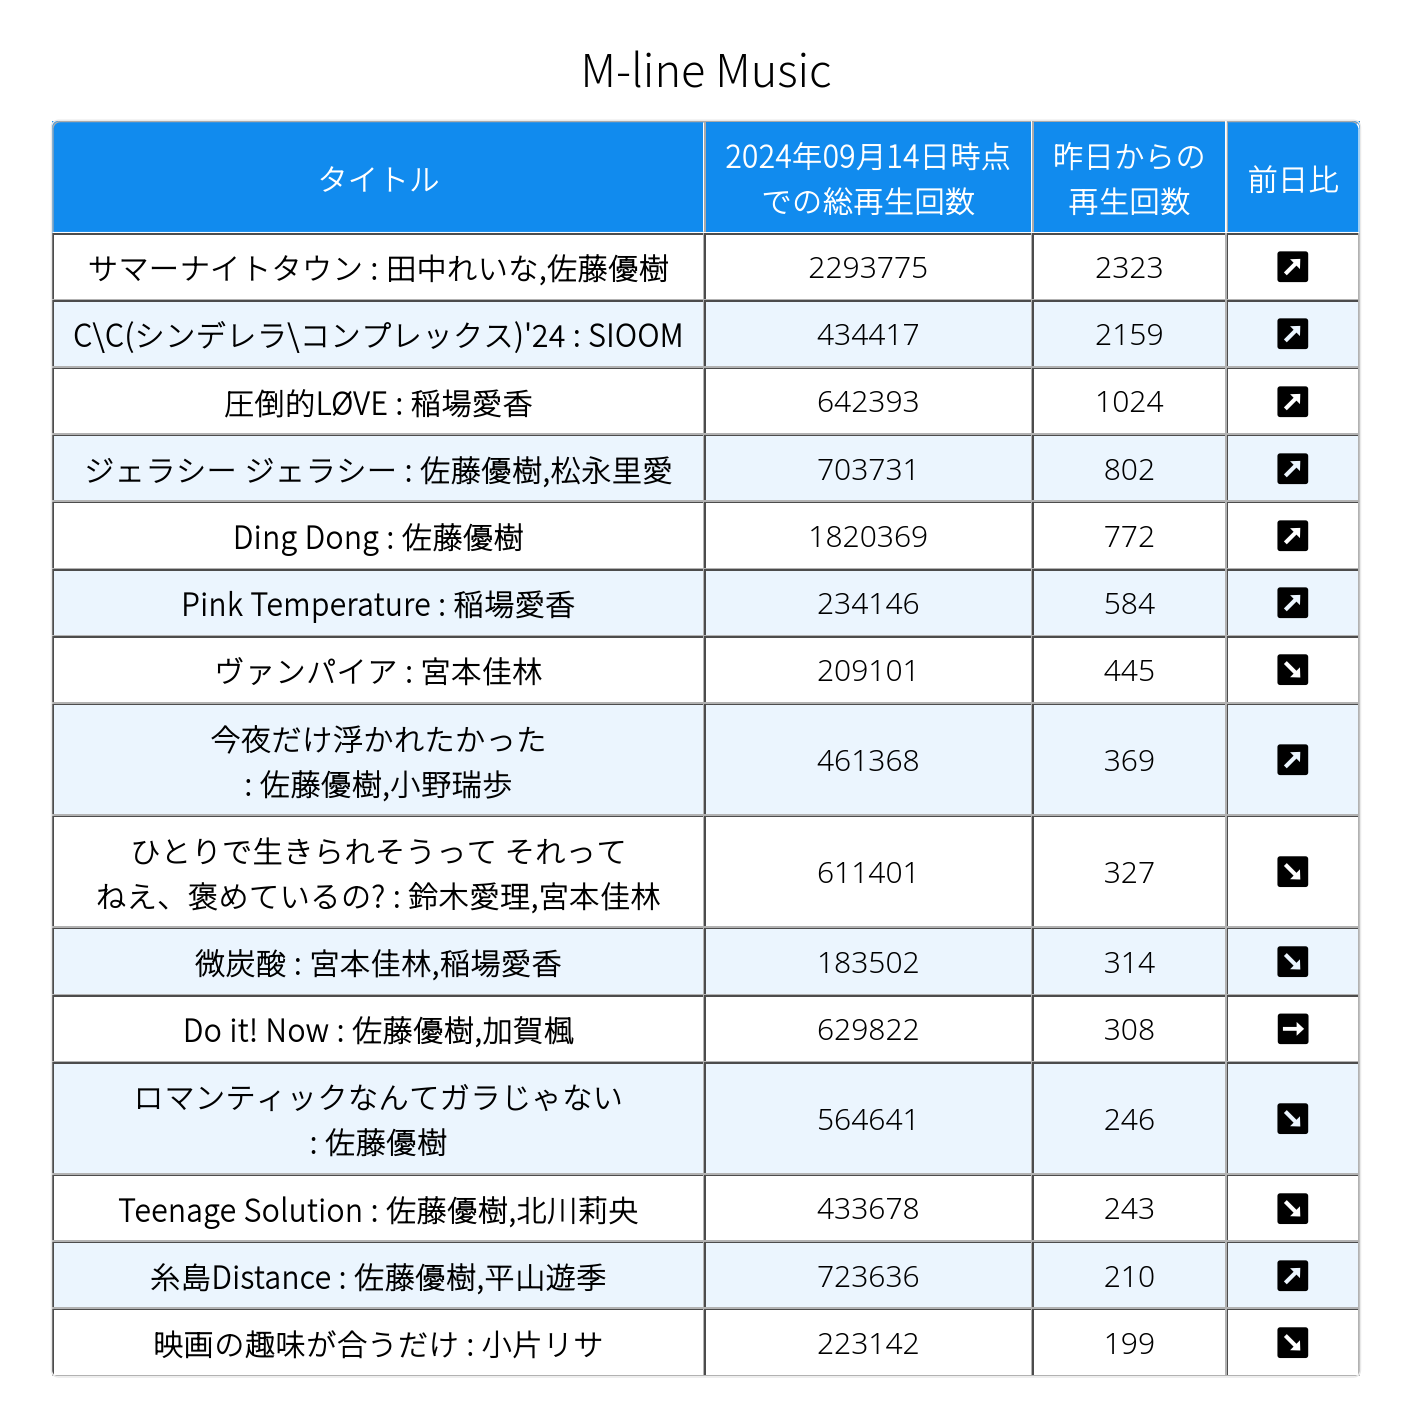 M-line Music
タイトル
2024年09月14日時点
での総再生回数
昨日からの
再生回数
前日比
サマーナイトタウン : 田中れいな,佐藤優樹 2293775 2323
C\C(シンデレラ\コンプレックス)'24 : SIOOM 434417 2159
圧倒的LØVE : 稲場愛香 642393 1024
ジェラシー ジェラシー : 佐藤優樹,松永里愛 703731 802
Ding Dong : 佐藤優樹 1820369 772
Pink Temperature : 稲場愛香 234146 584
ヴァンパイア : 宮本佳林 209101 445
今夜だけ浮かれたかった
: 佐藤優樹,小野瑞歩 461368 369
ひとりで生きられそうって それって
ねえ、褒めているの? : 鈴木愛理,宮本佳林 611401 327
微炭酸 : 宮本佳林,稲場愛香 183502 314
Do it! Now : 佐藤優樹,加賀楓 629822 308
ロマンティックなんてガラじゃない
: 佐藤優樹 564641 246
Teenage Solution : 佐藤優樹,北川莉央 433678 243
糸島Distance : 佐藤優樹,平山遊季 723636 210
映画の趣味が合うだけ : 小片リサ 223142 199